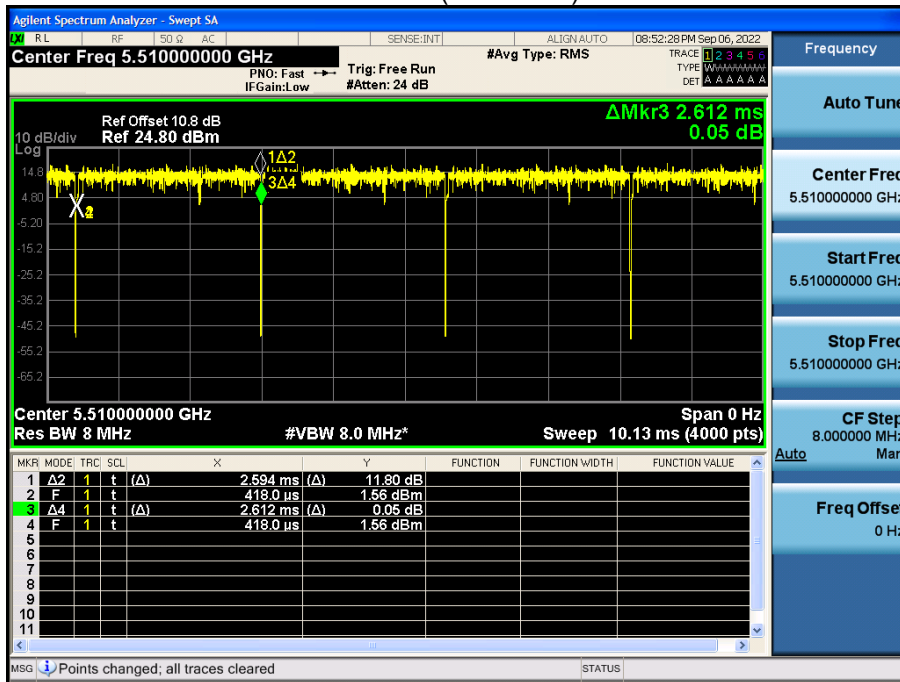 Agilent Spectrum Analyzer - Swept SA
LXI RL RF 50 Ω AC SENSE:INT ALIGN AUTO 08:52:28 PM Sep 06, 2022
Center Freq 5.510000000 GHz #Avg Type: RMS TRACE 1 2 3 4 5 6
PNO: Fast Trig: Free Run TYPE
IFGain:Low #Atten: 24 dB DET A A A A A A
Frequency
Auto Tune
ΔMkr3 2.612 ms
0.05 dB
Ref Offset 10.8 dB
10 dB/div Ref 24.80 dBm
Log
14.8
4.80
-5.20
-15.2
-25.2
-35.2
-45.2
-55.2
-65.2
1Δ2
3Δ4
Center Freq
5.510000000 GHz
Start Freq
5.510000000 GHz
Stop Freq
5.510000000 GHz
CF Step
8.000000 MHz
Auto Man
Freq Offset
0 Hz
Center 5.510000000 GHz Span 0 Hz
Res BW 8 MHz #VBW 8.0 MHz* Sweep 10.13 ms (4000 pts)
MKR MODE TRC SCL X Y FUNCTION FUNCTION WIDTH FUNCTION VALUE
1 Δ2 1 t (Δ) 2.594 ms (Δ) 11.80 dB
2 F 1 t 418.0 µs 1.56 dBm
3 Δ4 1 t (Δ) 2.612 ms (Δ) 0.05 dB
4 F 1 t 418.0 µs 1.56 dBm
5
6
7
8
9
10
11
MSG Points changed; all traces cleared STATUS